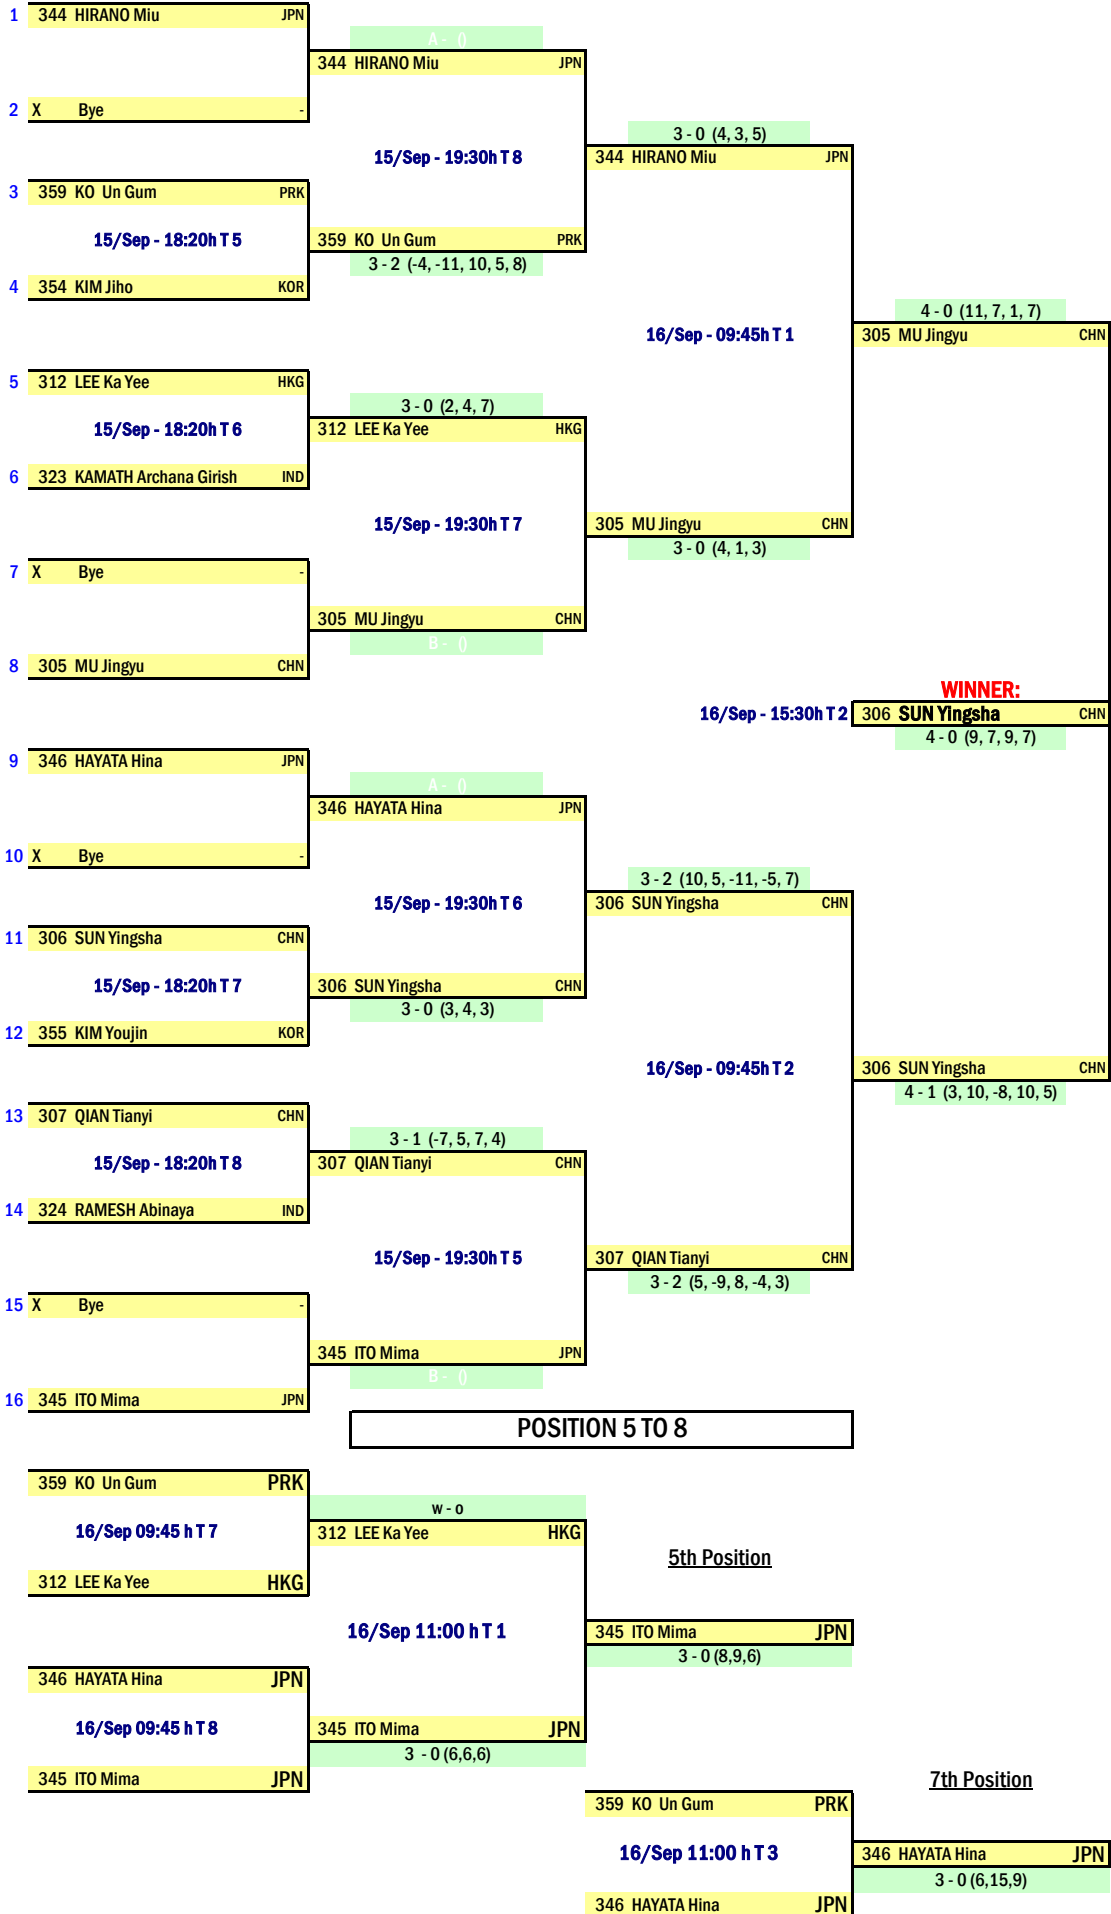 1 344 HIRANO Miu JPN
A - ()
344 HIRANO Miu JPN
2 X Bye -
3 - 0 (4, 3, 5)
15/Sep - 19:30h T 8
344 HIRANO Miu JPN
3 359 KO Un Gum PRK
15/Sep - 18:20h T 5
359 KO Un Gum PRK
3 - 2 (-4, -11, 10, 5, 8)
4 354 KIM Jiho KOR
4 - 0 (11, 7, 1, 7)
16/Sep - 09:45h T 1
305 MU Jingyu CHN
5 312 LEE Ka Yee HKG
3 - 0 (2, 4, 7)
15/Sep - 18:20h T 6
312 LEE Ka Yee HKG
6 323 KAMATH Archana Girish IND
15/Sep - 19:30h T 7
305 MU Jingyu CHN
3 - 0 (4, 1, 3)
7 X Bye -
305 MU Jingyu CHN
B - ()
8 305 MU Jingyu CHN
WINNER:
16/Sep - 15:30h T 2
306 SUN Yingsha CHN
4 - 0 (9, 7, 9, 7)
9 346 HAYATA Hina JPN
A - ()
346 HAYATA Hina JPN
10 X Bye -
3 - 2 (10, 5, -11, -5, 7)
15/Sep - 19:30h T 6
306 SUN Yingsha CHN
11 306 SUN Yingsha CHN
15/Sep - 18:20h T 7
306 SUN Yingsha CHN
3 - 0 (3, 4, 3)
12 355 KIM Youjin KOR
16/Sep - 09:45h T 2
306 SUN Yingsha CHN
4 - 1 (3, 10, -8, 10, 5)
13 307 QIAN Tianyi CHN
3 - 1 (-7, 5, 7, 4)
15/Sep - 18:20h T 8
307 QIAN Tianyi CHN
14 324 RAMESH Abinaya IND
15/Sep - 19:30h T 5
307 QIAN Tianyi CHN
3 - 2 (5, -9, 8, -4, 3)
15 X Bye -
345 ITO Mima JPN
B - ()
16 345 ITO Mima JPN
POSITION 5 TO 8
359 KO Un Gum PRK
w - o
16/Sep 09:45 h T 7
312 LEE Ka Yee HKG
5th Position
312 LEE Ka Yee HKG
16/Sep 11:00 h T 1
345 ITO Mima JPN
3 - 0 (8,9,6)
346 HAYATA Hina JPN
16/Sep 09:45 h T 8
345 ITO Mima JPN
3 - 0 (6,6,6)
345 ITO Mima JPN
7th Position
359 KO Un Gum PRK
16/Sep 11:00 h T 3
346 HAYATA Hina JPN
3 - 0 (6,15,9)
346 HAYATA Hina JPN